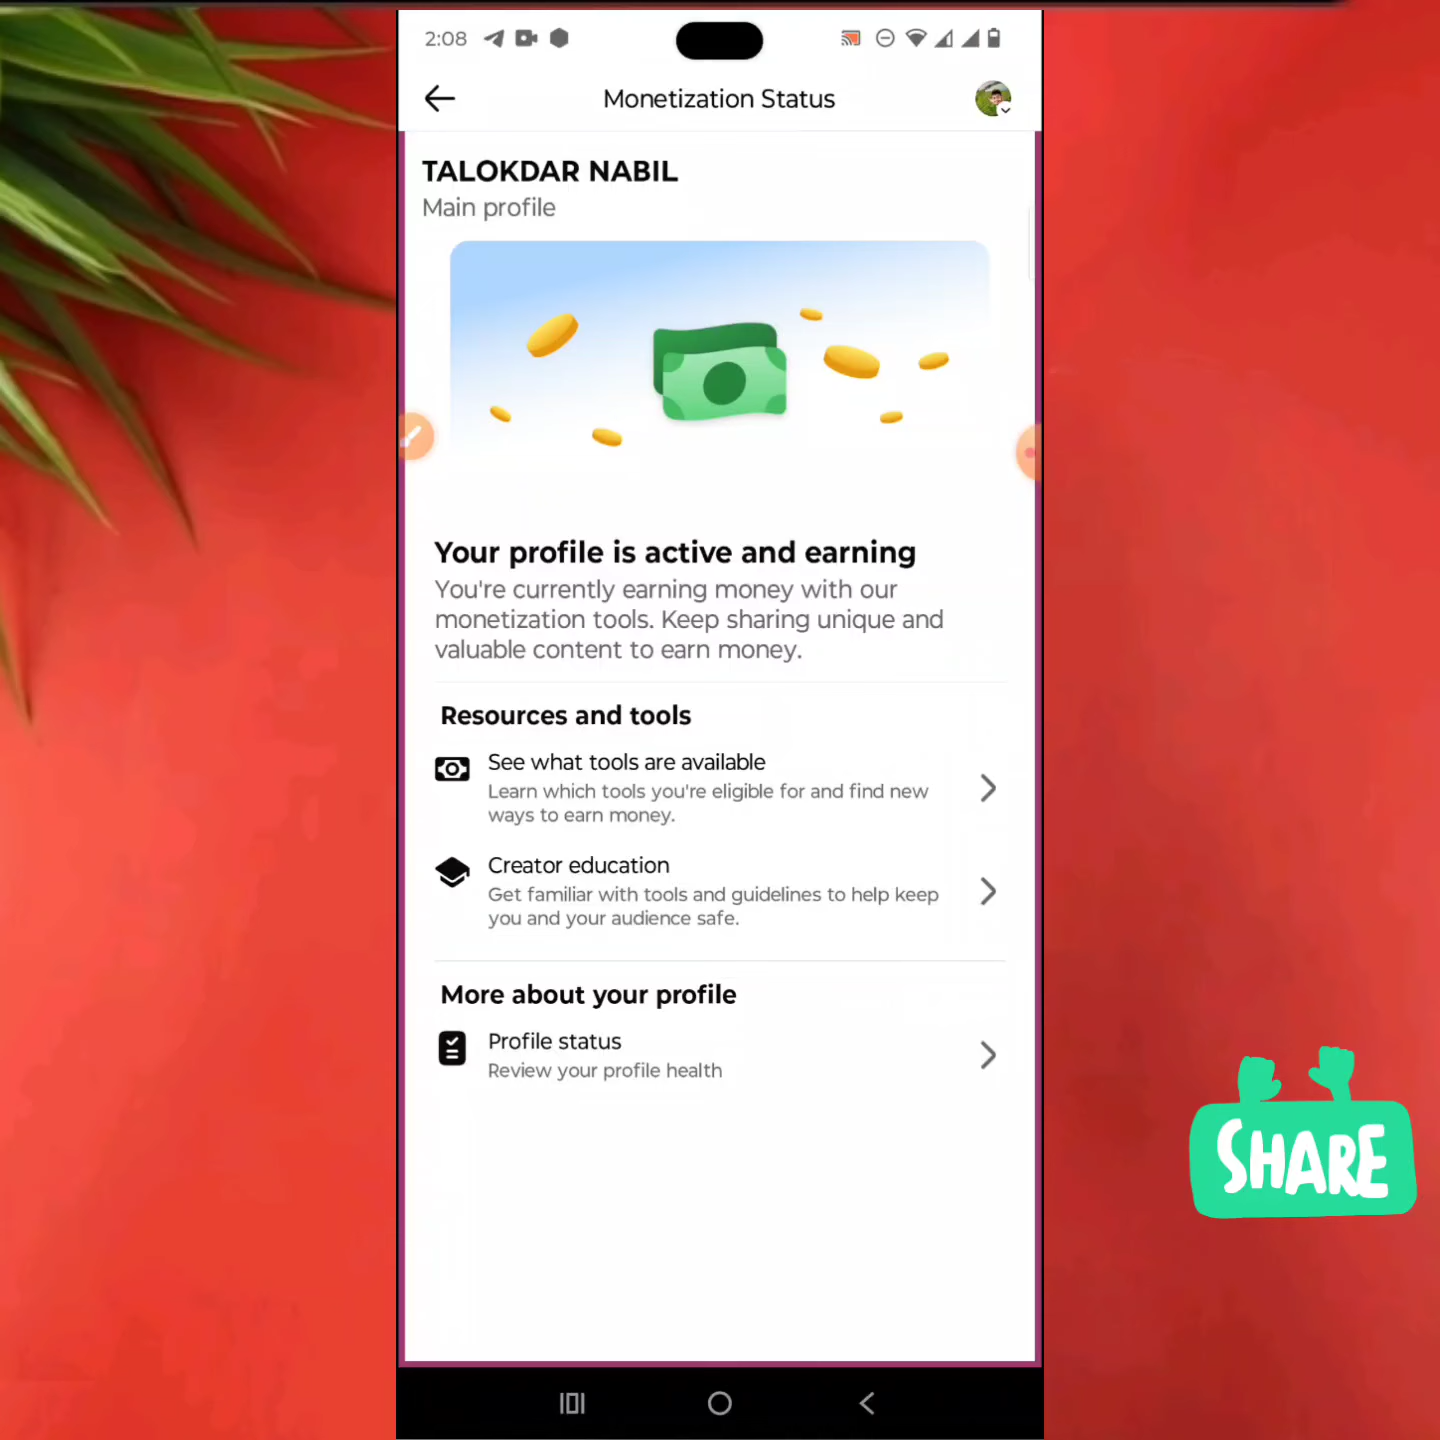 2:08
Monetization Status
TALOKDAR NABIL
Main profile
Your profile is active and earning
You're currently earning money with our
monetization tools. Keep sharing unique and
valuable content to earn money.
Resources and tools
See what tools are available
Learn which tools you're eligible for and find new
ways to earn money.
Creator education
Get familiar with tools and guidelines to help keep
you and your audience safe.
More about your profile
Profile status
Review your profile health
SHARE